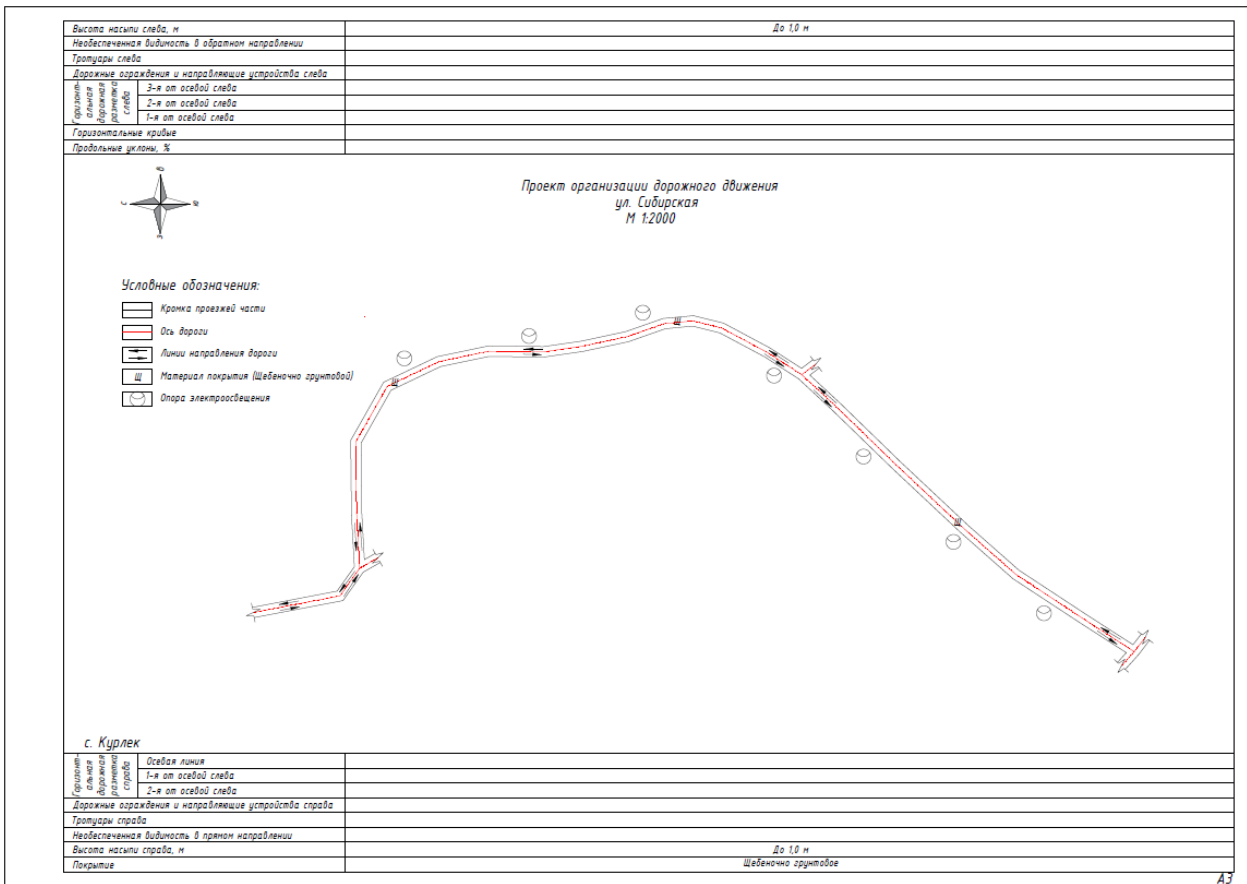 Высота насыпи слева, м
До 1,0 м
Необеспеченная видимость в обратном направлении
Тротуары слева
Дорожные ограждения и направляющие устройства слева
Горизонт-
альная
дорожная
разметка
слева
3-я от осевой слева
2-я от осевой слева
1-я от осевой слева
Горизонтальные кривые
Продольные уклоны, %
С
З
Проект организации дорожного движения
ул. Сибирская
М 1:2000
Условные обозначения:
Кромка проезжей части
Ось дороги
Линии направления дороги
Щ Материал покрытия (Щебеночно грунтовой)
Опора электроосвещения
Щ
Щ
Щ
с. Курлек
Горизонт-
альная
дорожная
разметка
справа
Осевая линия
1-я от осевой слева
2-я от осевой слева
Дорожные ограждения и направляющие устройства справа
Тротуары справа
Необеспеченная видимость в прямом направлении
Высота насыпи справа, м
До 1,0 м
Покрытие
Щебеночно грунтовое
А3